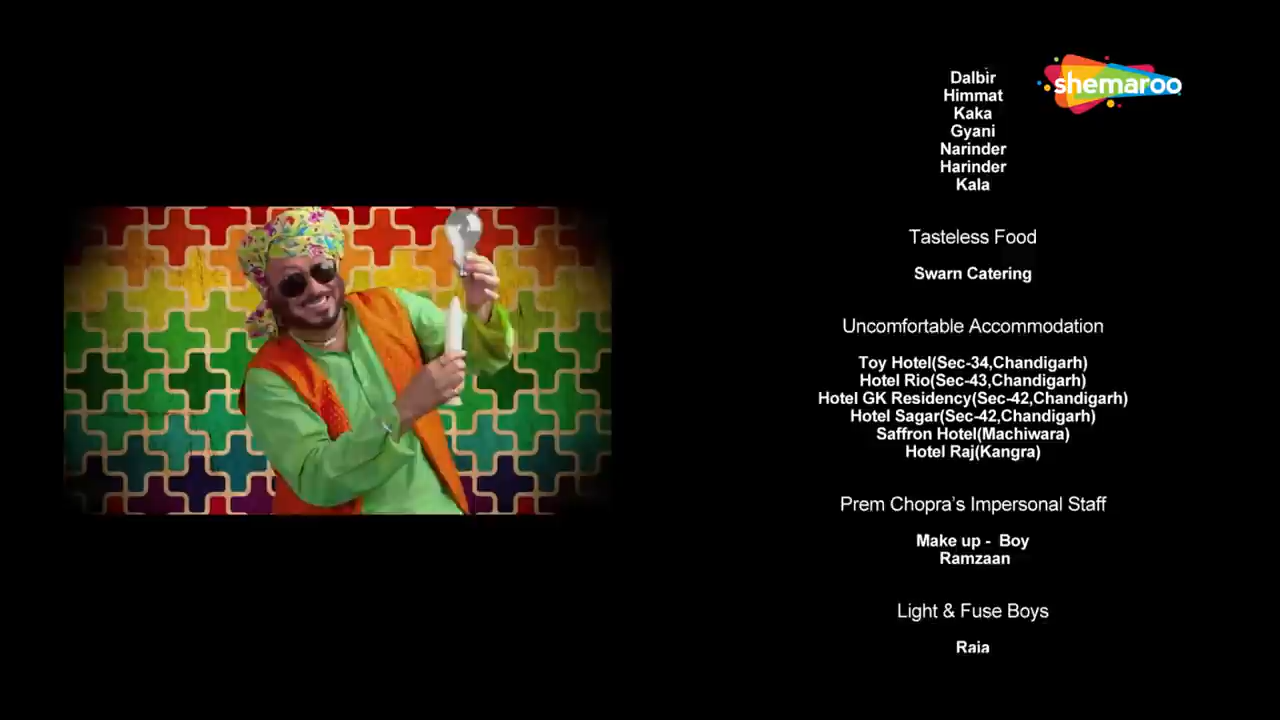 shemaroo
Dalbir
Himmat
Kaka
Gyani
Narinder
Harinder
Kala
Tasteless Food
Swarn Catering
Uncomfortable Accommodation
Toy Hotel(Sec-34,Chandigarh)
Hotel Rio(Sec-43,Chandigarh)
Hotel GK Residency(Sec-42,Chandigarh)
Hotel Sagar(Sec-42,Chandigarh)
Saffron Hotel(Machiwara)
Hotel Raj(Kangra)
Prem Chopra's Impersonal Staff
Make up -  Boy
Ramzaan
Light & Fuse Boys
Raja